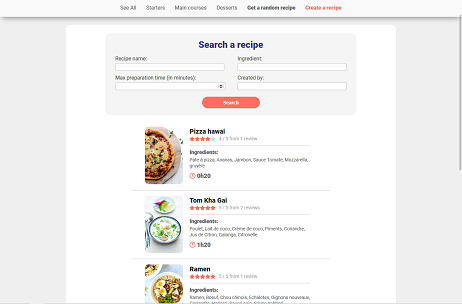 See All Starters Main courses Desserts Get a random recipe Create a recipe
Search a recipe
Recipe name: Ingredient:
Max preparation time (in minutes): Created by:
Search
Pizza hawai
4 / 5 from 1 review
Ingredients:
Pate à pizza, Ananas, Jambon, Sauce Tomate, Mozzarella,
gruyère
0h20
Tom Kha Gai
5 / 5 from 2 reviews
Ingredients:
Poulet, Lait de coco, Crème de coco, Piments, Coriandre,
Jus de Citron, Galanga, Citronelle
1h20
Ramen
5 / 5 from 1 review
Ingredients:
Ramen, Boeuf, Chou chinois, Echalotes, Oignons nouveaux,